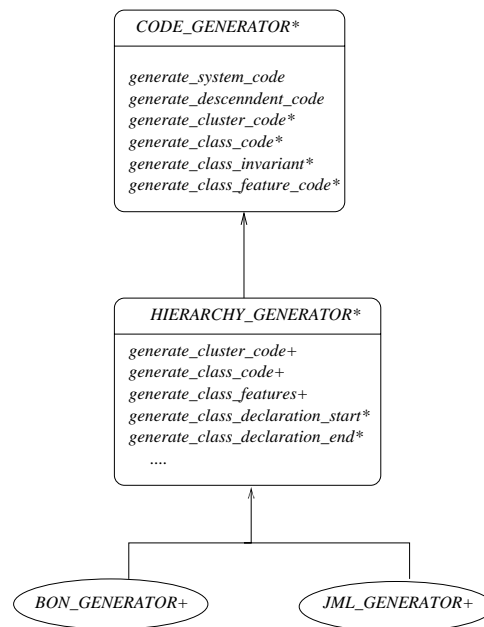 CODE_GENERATOR*
generate_system_code
generate_descenndent_code
generate_cluster_code*
generate_class_code*
generate_class_invariant*
generate_class_feature_code*
HIERARCHY_GENERATOR*
generate_cluster_code+
generate_class_code+
generate_class_features+
generate_class_declaration_start*
generate_class_declaration_end*
....
BON_GENERATOR+
JML_GENERATOR+